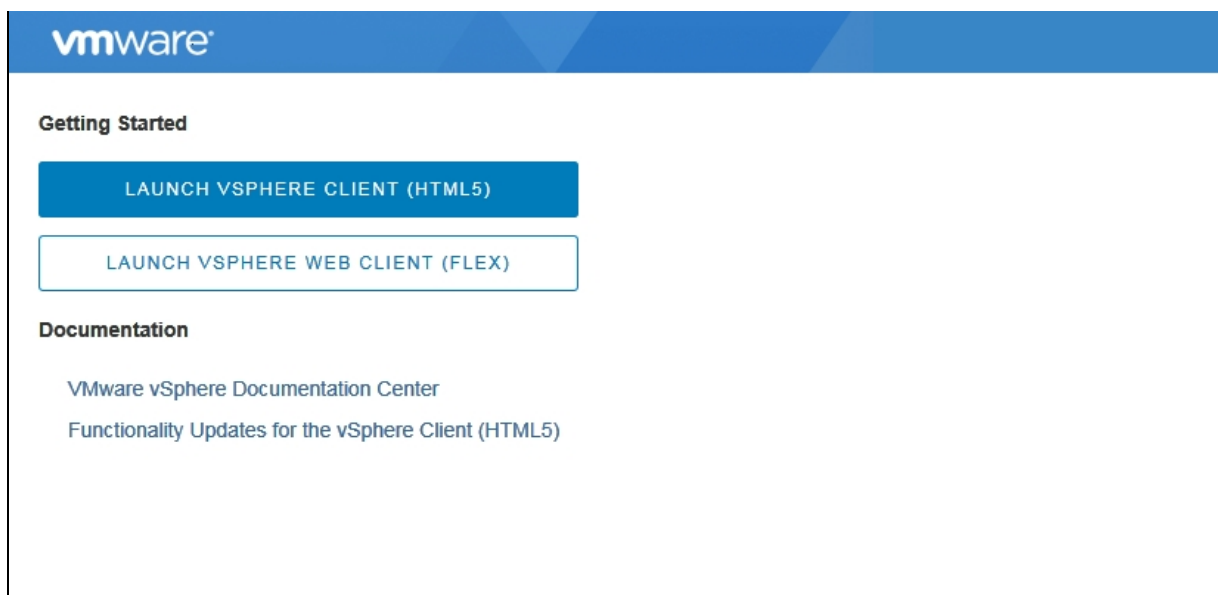 vmware
Getting Started
LAUNCH VSPHERE CLIENT (HTML5)
LAUNCH VSPHERE WEB CLIENT (FLEX)
Documentation
VMware vSphere Documentation Center
Functionality Updates for the vSphere Client (HTML5)